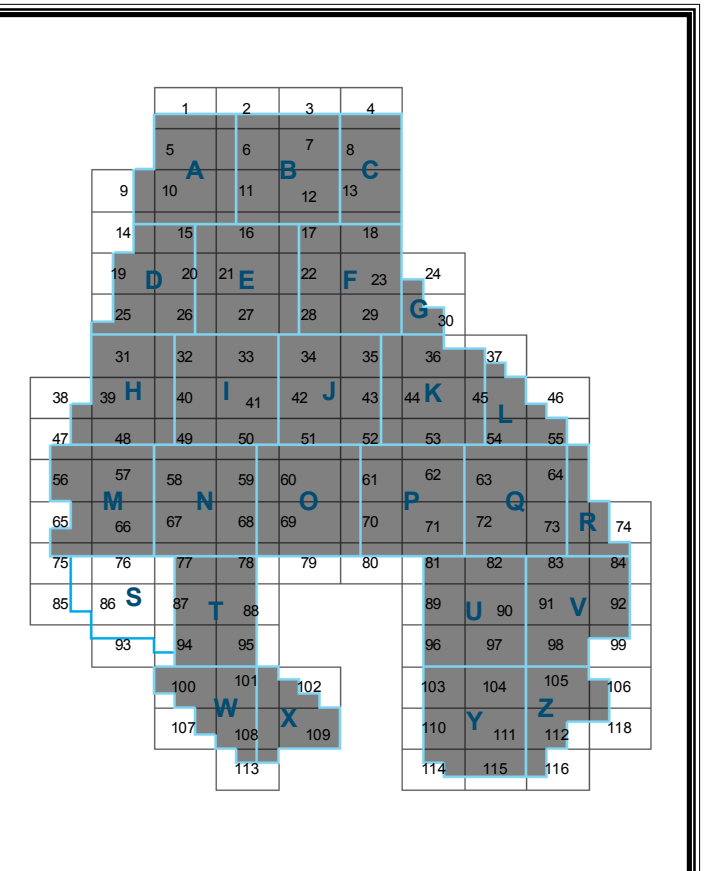 1 2 3 4
5 6 7 8
A B C
9 10 11 12 13
14 15 16 17 18
19 D 20 21 E 22 F 23 24
25 26 27 28 29 G 30
31 32 33 34 35 36 37
38 39 H 40 I 41 42 J 43 44 K 45 46
L
47 48 49 50 51 52 53 54 55
56 57 58 59 60 61 62 63 64
M N O P Q
65 66 67 68 69 70 71 72 73 R 74
75 76 77 78 79 80 81 82 83 84
85 86 S 87 T 88 89 U 90 91 V 92
93 94 95 96 97 98 99
100 101 102 103 104 105 106
W X Y Z
107 108 109 110 111 112 118
113 114 115 116